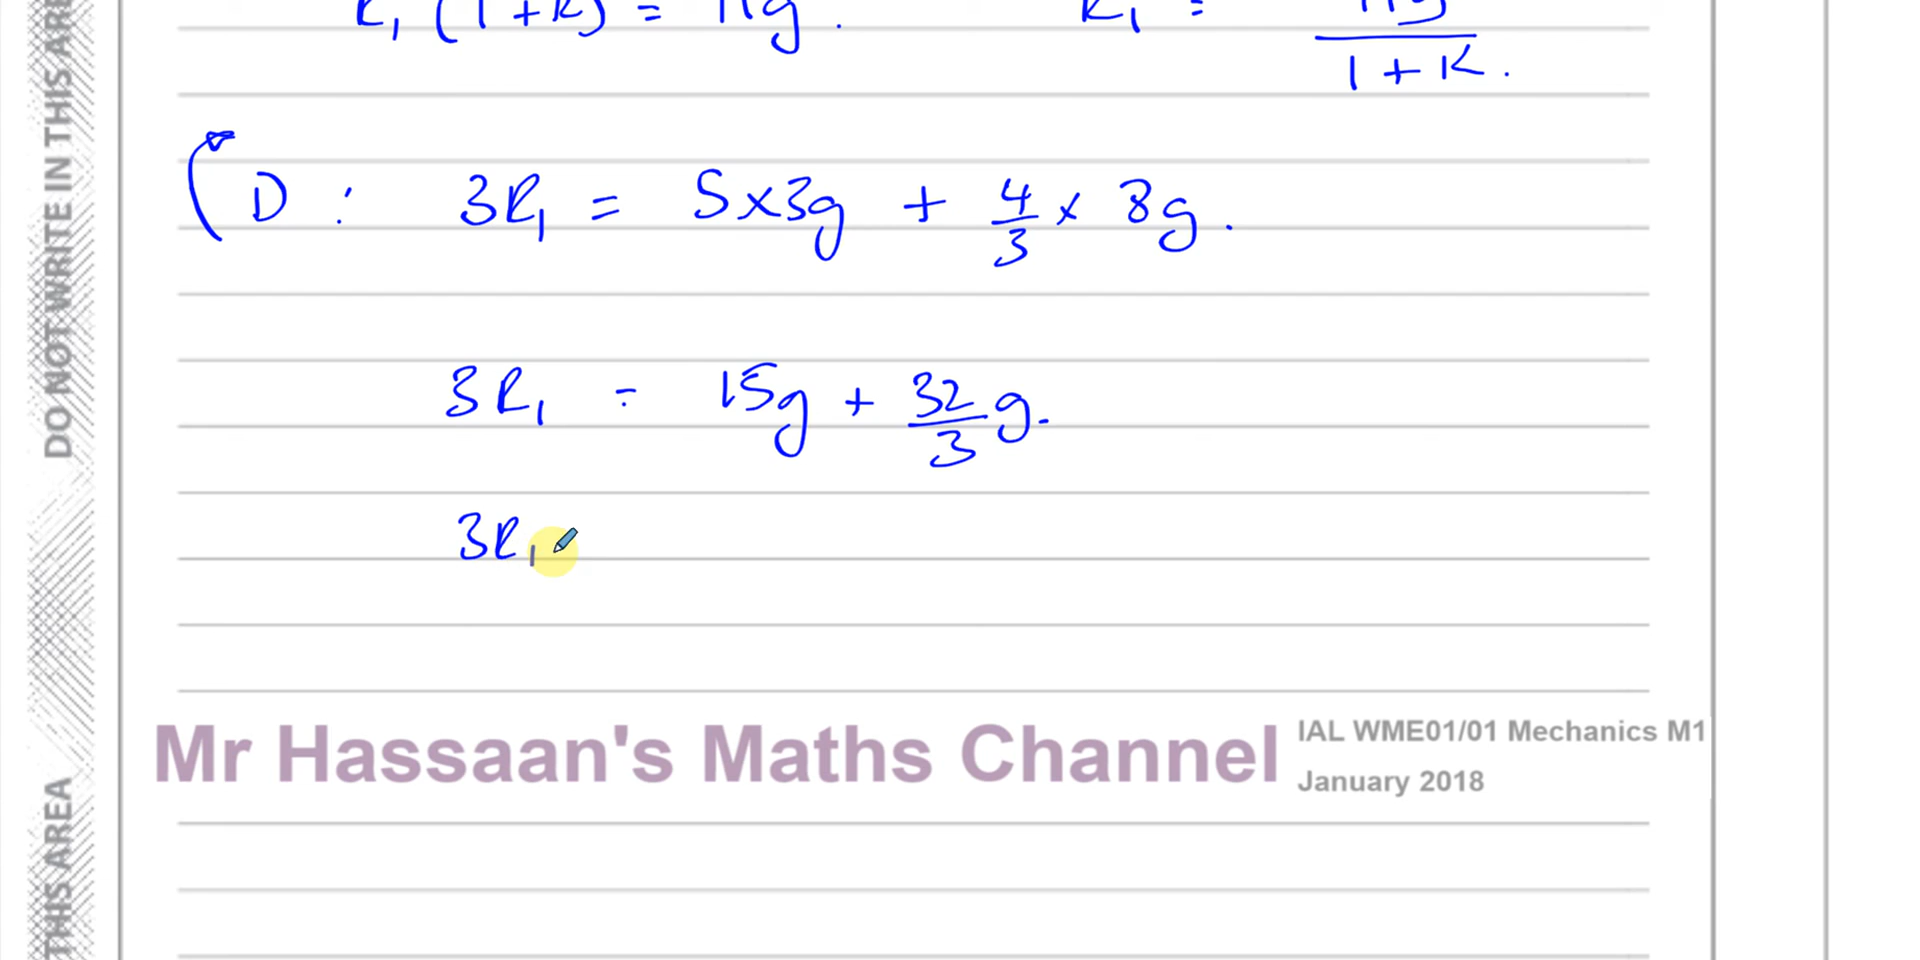 R₁ (1 + K) = 11g. R₁ = 11g / 1 + K.
D : 3R₁ = 5 x 3g + 4/3 x 8g.
3R₁ = 15g + 32/3 g.
3R₁
Mr Hassaan's Maths Channel
IAL WME01/01 Mechanics M1
January 2018
DO NOT WRITE IN THIS ARE
THIS AREA